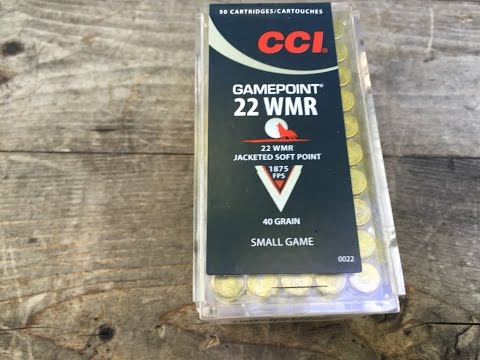 50 CARTRIDGES/CARTOUCHES
CCI
GAMEPOINT®
22 WMR
22 WMR
JACKETED SOFT POINT
1875
FPS
40 GRAIN
SMALL GAME
0022